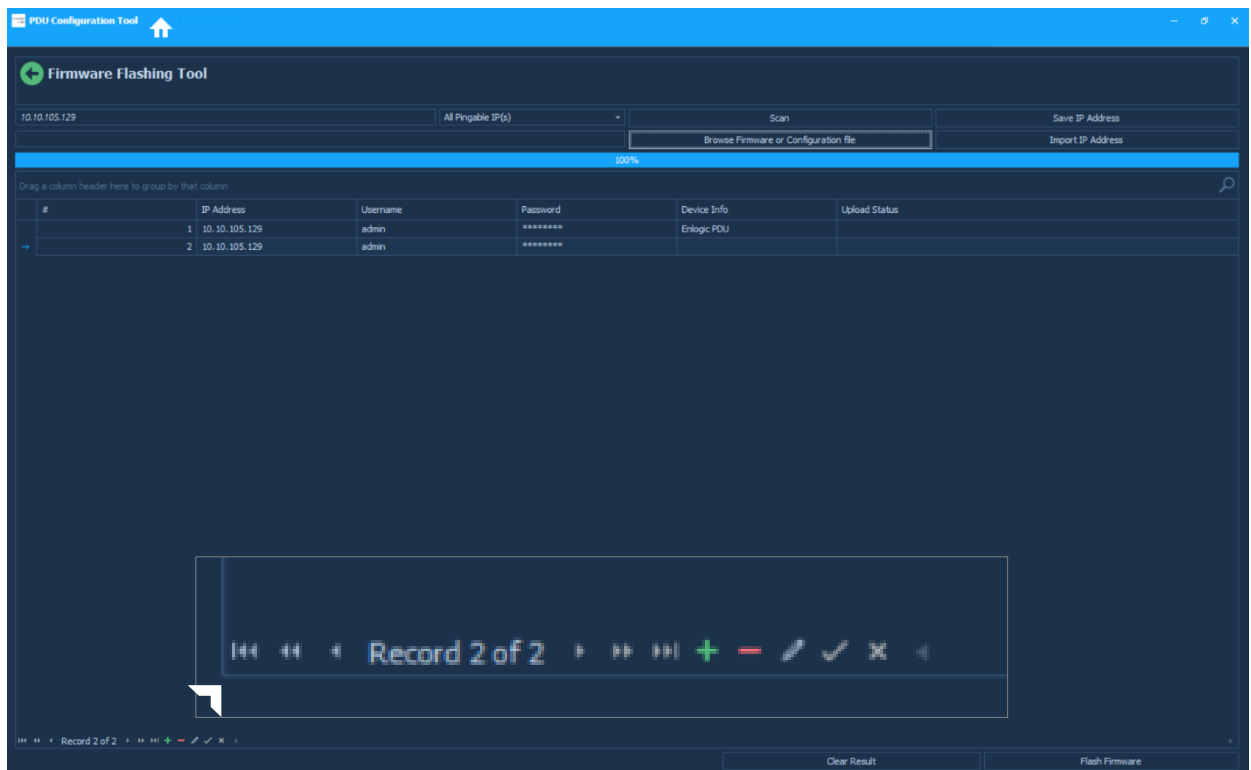 PDU Configuration Tool
Firmware Flashing Tool
10.10.105.129 All Pingable IP(s) Scan Save IP Address
Browse Firmware or Configuration file Import IP Address
100%
Drag a column header here to group by that column
# IP Address Username Password Device Info Upload Status
1 10.10.105.129 admin ******** Enlogic PDU
2 10.10.105.129 admin ********
Record 2 of 2
Record 2 of 2
Clear Result Flash Firmware